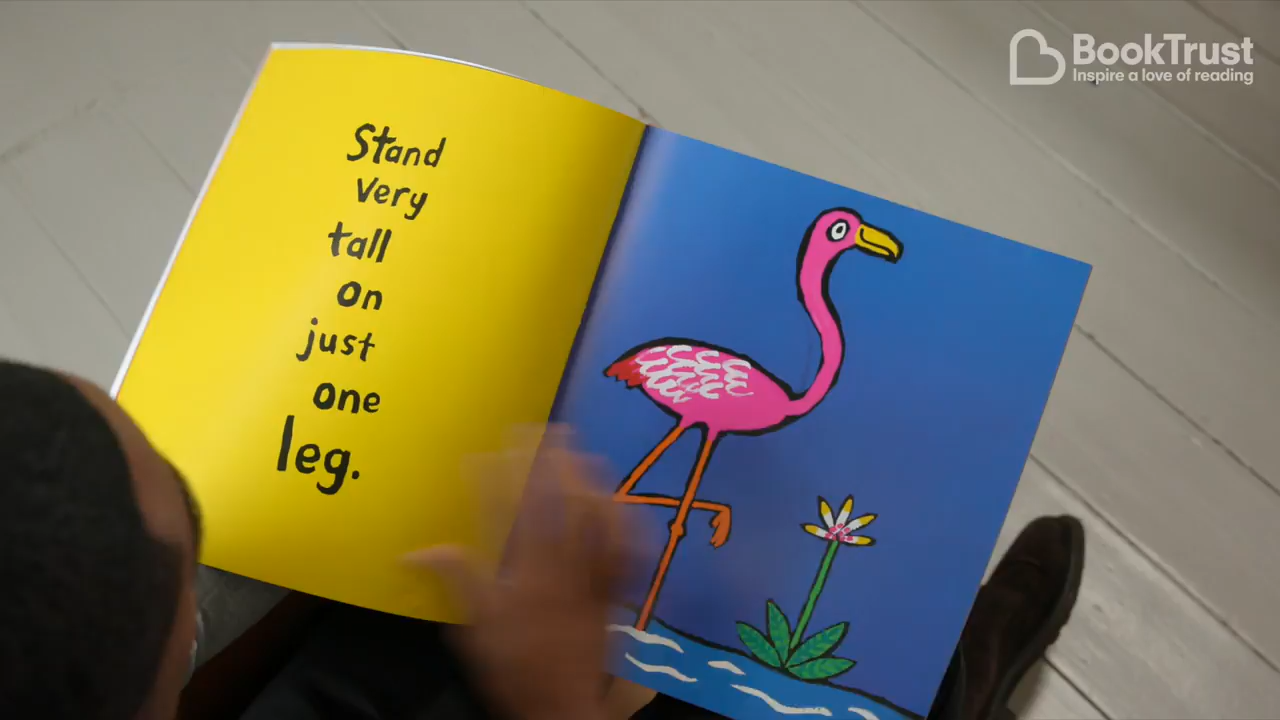 Stand
very
tall
on
just
one
leg.
BookTrust
Inspire a love of reading